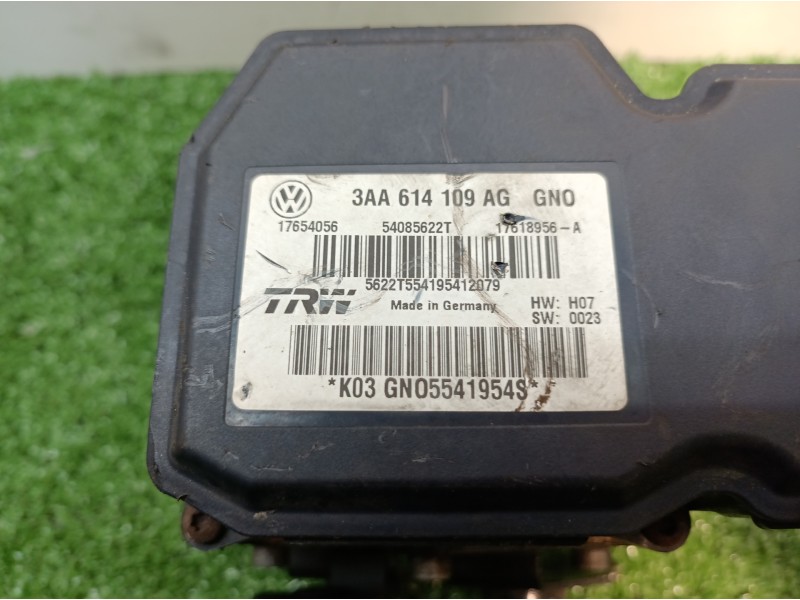 3AA 614 109 AG GNO
17654056 54085622T 17618956-A
5622T554195412079
TRW Made in Germany HW: H07
SW: 0023
*K03 GNO5541954S*